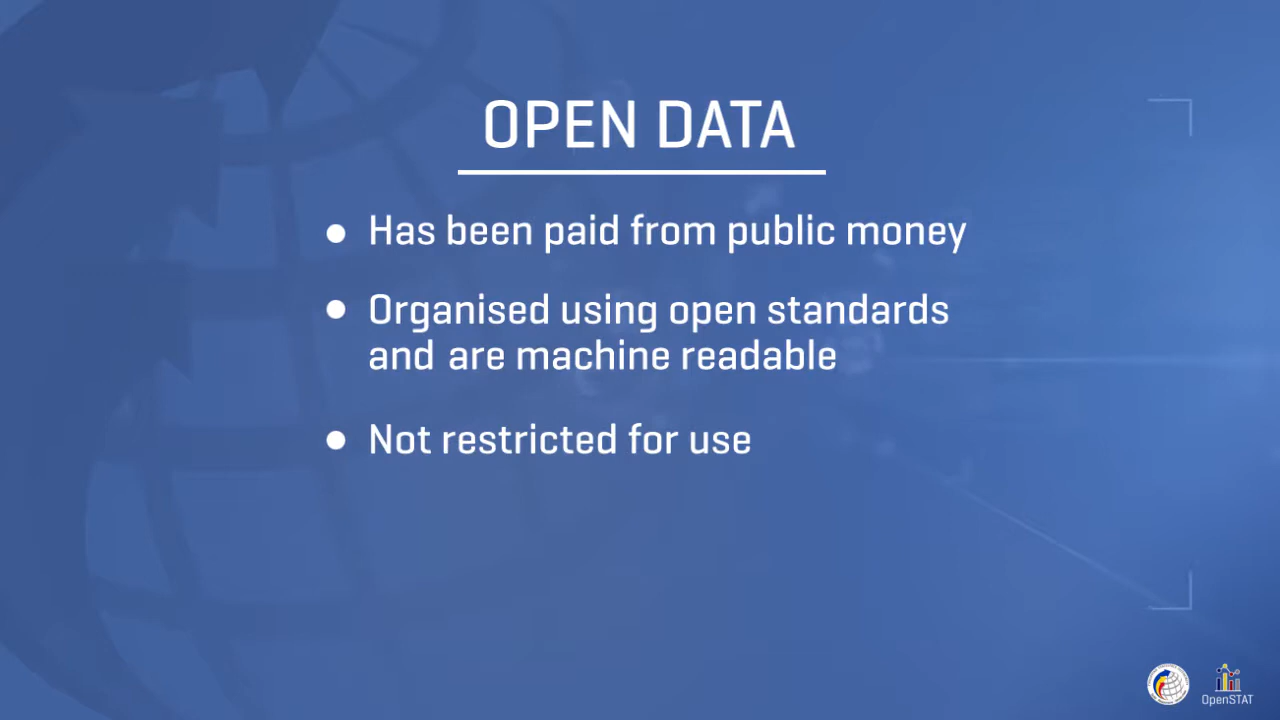 OPEN DATA
● Has been paid from public money
● Organised using open standards
and are machine readable
● Not restricted for use
OpenSTAT